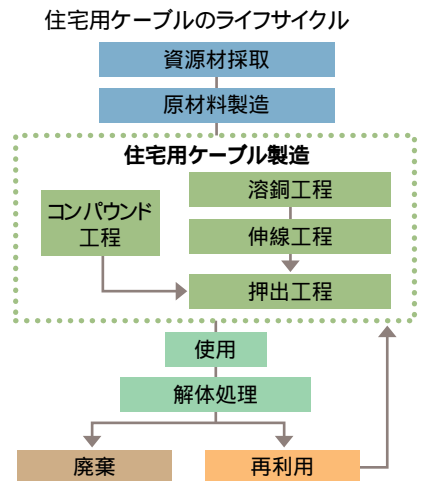 住宅用ケーブルのライフサイクル
資源材採取
原材料製造
住宅用ケーブル製造
コンパウンド
工程
溶銅工程
伸線工程
押出工程
使用
解体処理
廃棄
再利用